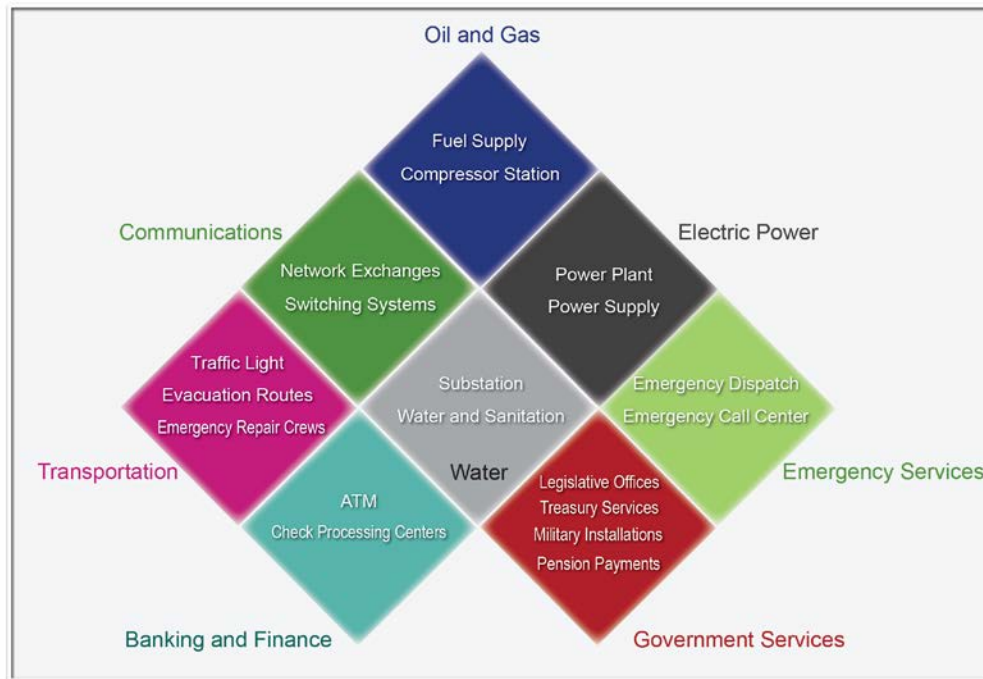 Oil and Gas
Fuel Supply
Compressor Station
Communications
Electric Power
Network Exchanges
Switching Systems
Power Plant
Power Supply
Traffic Light
Evacuation Routes
Emergency Repair Crews
Substation
Water and Sanitation
Emergency Dispatch
Emergency Call Center
Transportation
Water
Emergency Services
ATM
Check Processing Centers
Legislative Offices
Treasury Services
Military Installations
Pension Payments
Banking and Finance
Government Services